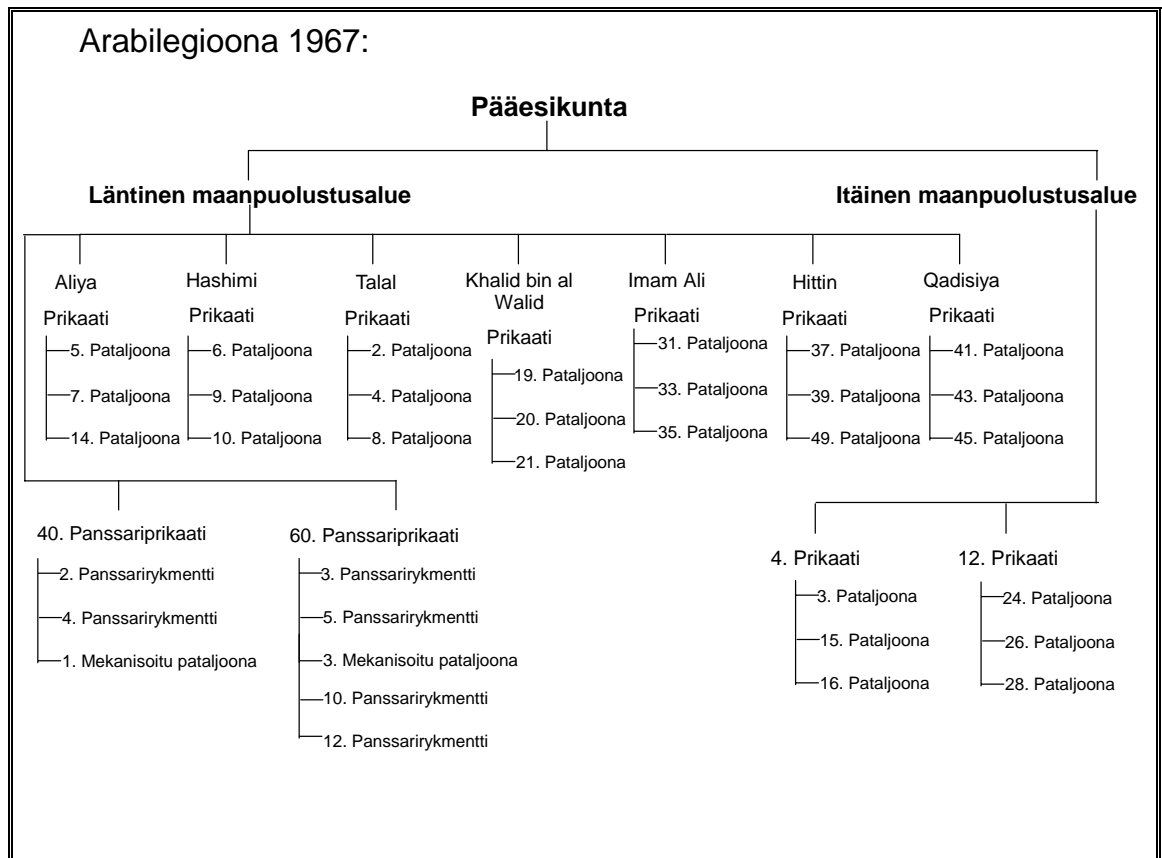 Arabilegioona 1967:
Pääesikunta
Läntinen maanpuolustusalue
Itäinen maanpuolustusalue
Aliya
Prikaati
5. Pataljoona
7. Pataljoona
14. Pataljoona
Hashimi
Prikaati
6. Pataljoona
9. Pataljoona
10. Pataljoona
Talal
Prikaati
2. Pataljoona
4. Pataljoona
8. Pataljoona
Khalid bin al
Walid
Prikaati
19. Pataljoona
20. Pataljoona
21. Pataljoona
Imam Ali
Prikaati
31. Pataljoona
33. Pataljoona
35. Pataljoona
Hittin
Prikaati
37. Pataljoona
39. Pataljoona
49. Pataljoona
Qadisiya
Prikaati
41. Pataljoona
43. Pataljoona
45. Pataljoona
40. Panssariprikaati
2. Panssarirykmentti
4. Panssarirykmentti
1. Mekanisoitu pataljoona
60. Panssariprikaati
3. Panssarirykmentti
5. Panssarirykmentti
3. Mekanisoitu pataljoona
10. Panssarirykmentti
12. Panssarirykmentti
4. Prikaati
3. Pataljoona
15. Pataljoona
16. Pataljoona
12. Prikaati
24. Pataljoona
26. Pataljoona
28. Pataljoona